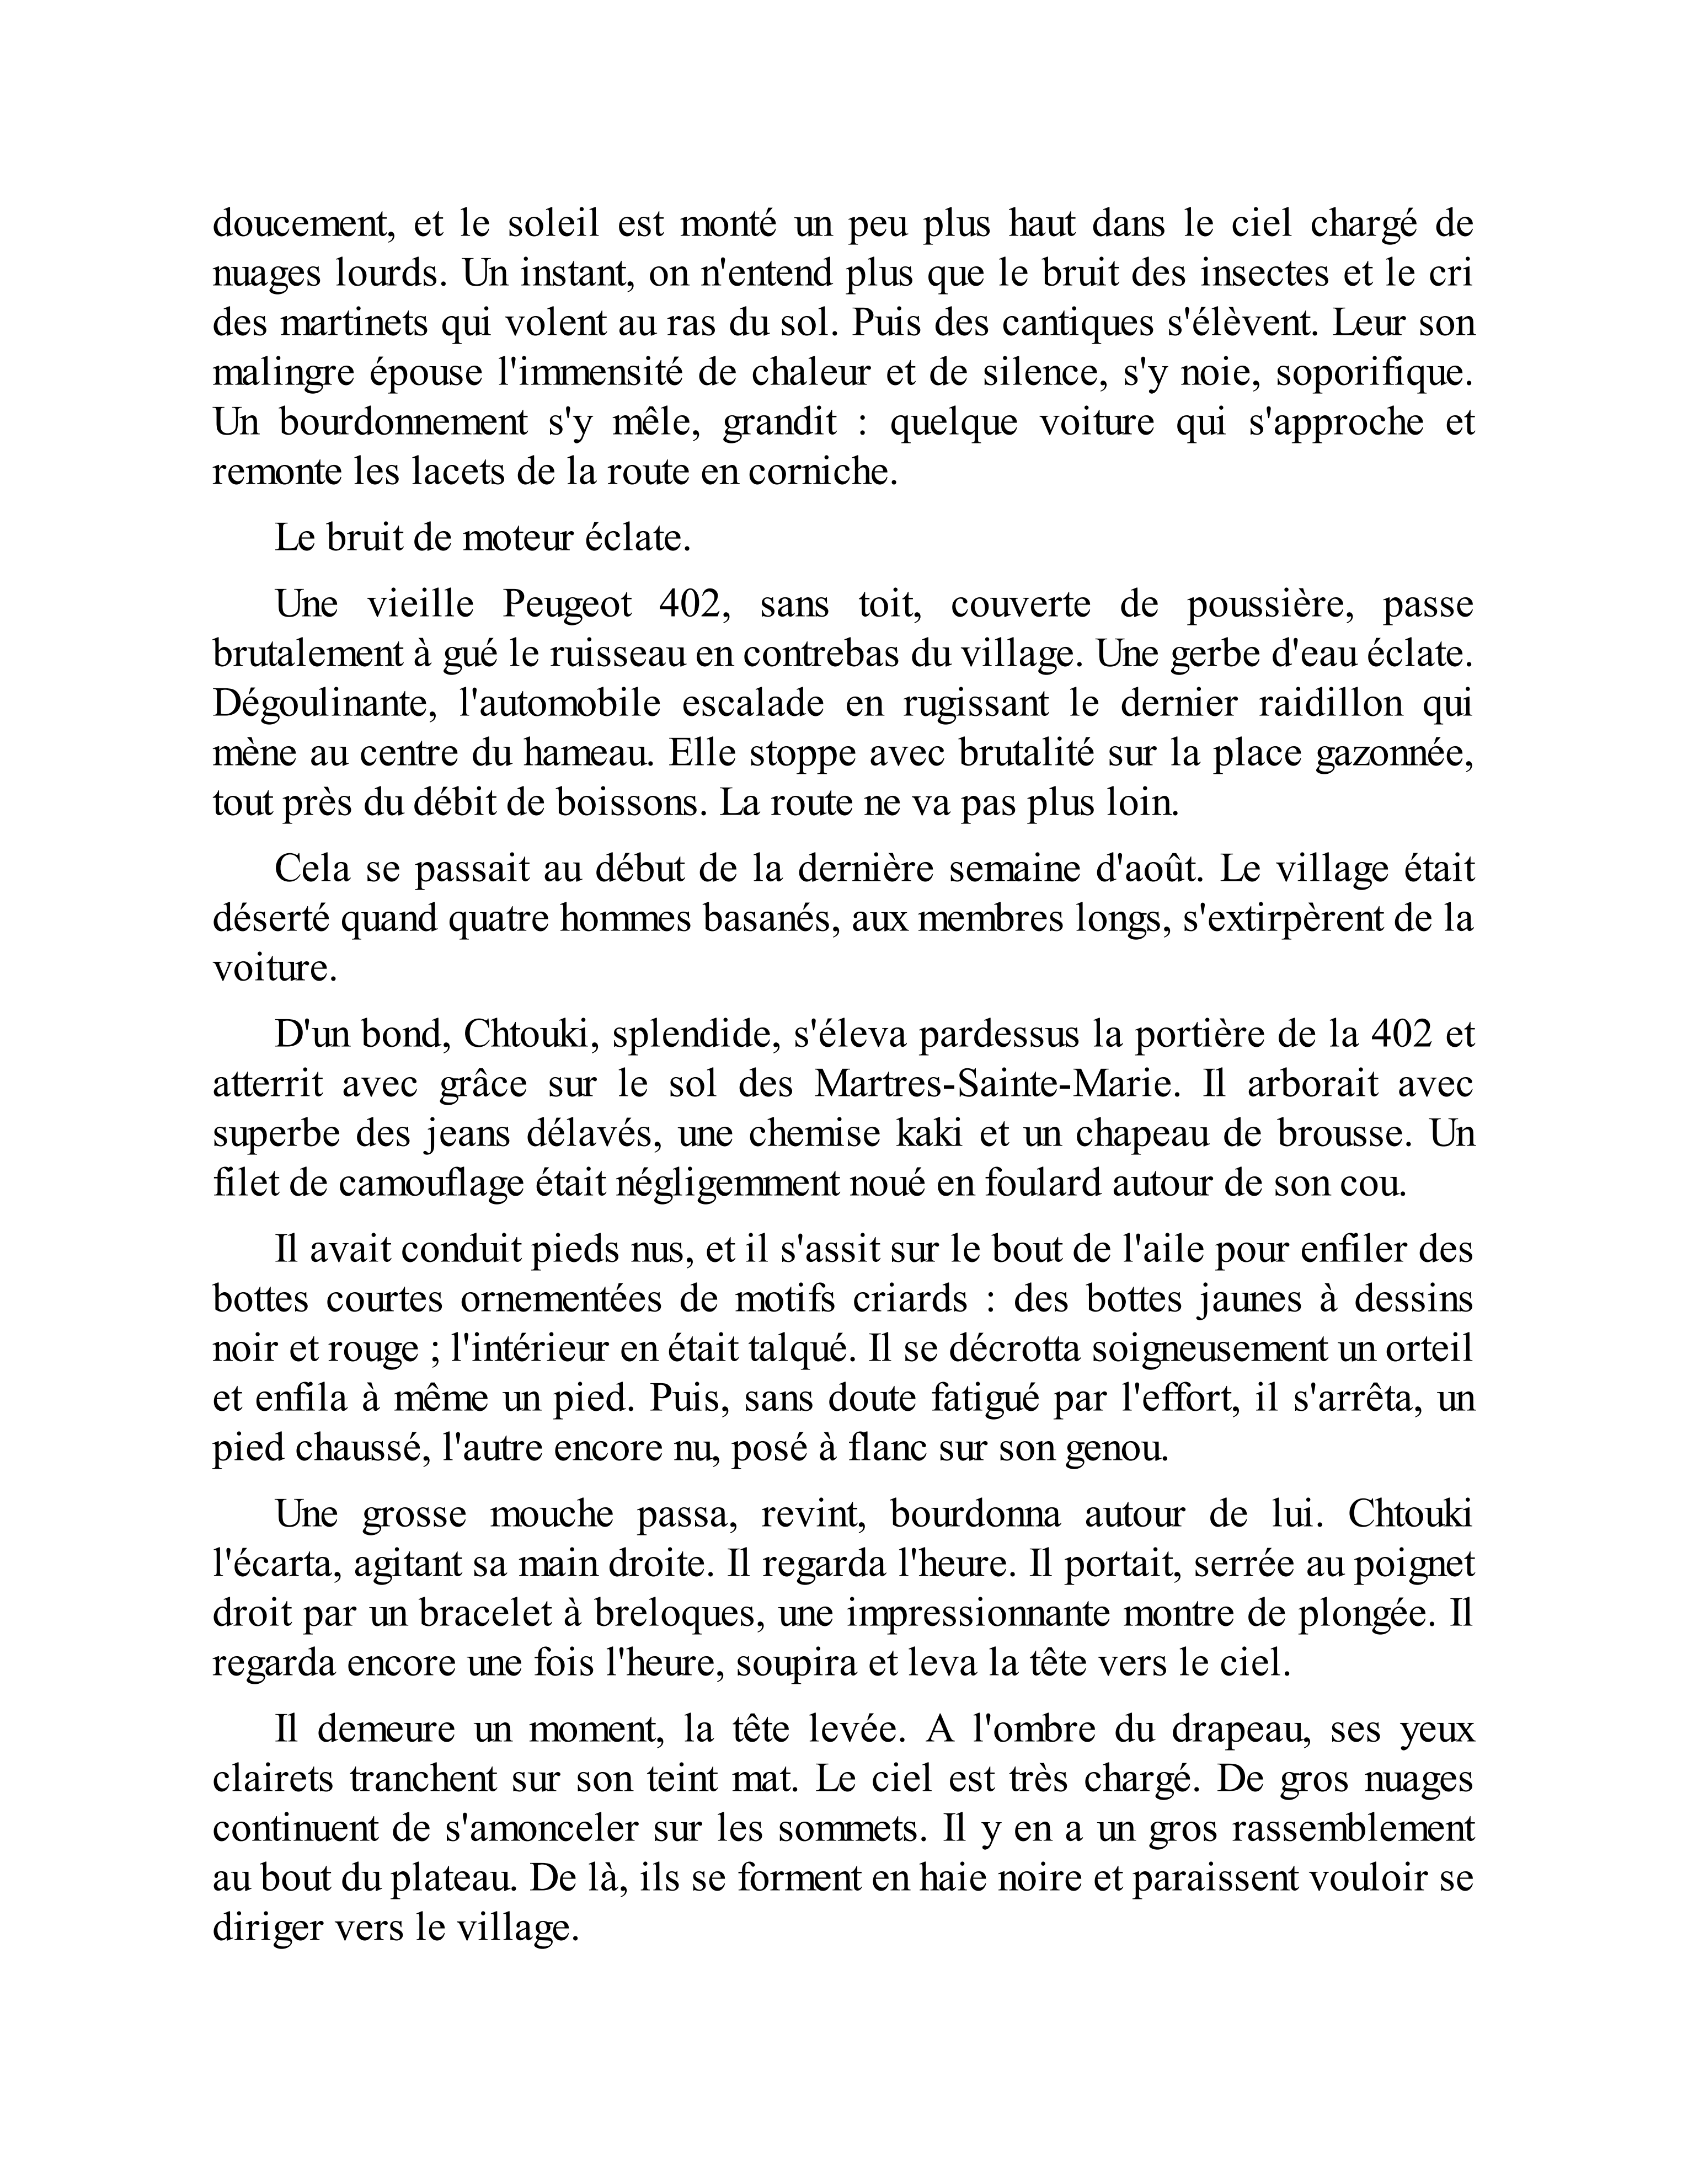 doucement, et le soleil est monté un peu plus haut dans le ciel chargé de
nuages lourds. Un instant, on n'entend plus que le bruit des insectes et le cri
des martinets qui volent au ras du sol. Puis des cantiques s'élèvent. Leur son
malingre épouse l'immensité de chaleur et de silence, s'y noie, soporifique.
Un bourdonnement s'y mêle, grandit : quelque voiture qui s'approche et
remonte les lacets de la route en corniche.
Le bruit de moteur éclate.
Une vieille Peugeot 402, sans toit, couverte de poussière, passe
brutalement à gué le ruisseau en contrebas du village. Une gerbe d'eau éclate.
Dégoulinante, l'automobile escalade en rugissant le dernier raidillon qui
mène au centre du hameau. Elle stoppe avec brutalité sur la place gazonnée,
tout près du débit de boissons. La route ne va pas plus loin.
Cela se passait au début de la dernière semaine d'août. Le village était
déserté quand quatre hommes basanés, aux membres longs, s'extirpèrent de la
voiture.
D'un bond, Chtouki, splendide, s'éleva pardessus la portière de la 402 et
atterrit avec grâce sur le sol des Martres-Sainte-Marie. Il arborait avec
superbe des jeans délavés, une chemise kaki et un chapeau de brousse. Un
filet de camouflage était négligemment noué en foulard autour de son cou.
Il avait conduit pieds nus, et il s'assit sur le bout de l'aile pour enfiler des
bottes courtes ornementées de motifs criards : des bottes jaunes à dessins
noir et rouge ; l'intérieur en était talqué. Il se décrotta soigneusement un orteil
et enfila à même un pied. Puis, sans doute fatigué par l'effort, il s'arrêta, un
pied chaussé, l'autre encore nu, posé à flanc sur son genou.
Une grosse mouche passa, revint, bourdonna autour de lui. Chtouki
l'écarta, agitant sa main droite. Il regarda l'heure. Il portait, serrée au poignet
droit par un bracelet à breloques, une impressionnante montre de plongée. Il
regarda encore une fois l'heure, soupira et leva la tête vers le ciel.
Il demeure un moment, la tête levée. A l'ombre du drapeau, ses yeux
clairets tranchent sur son teint mat. Le ciel est très chargé. De gros nuages
continuent de s'amonceler sur les sommets. Il y en a un gros rassemblement
au bout du plateau. De là, ils se forment en haie noire et paraissent vouloir se
diriger vers le village.